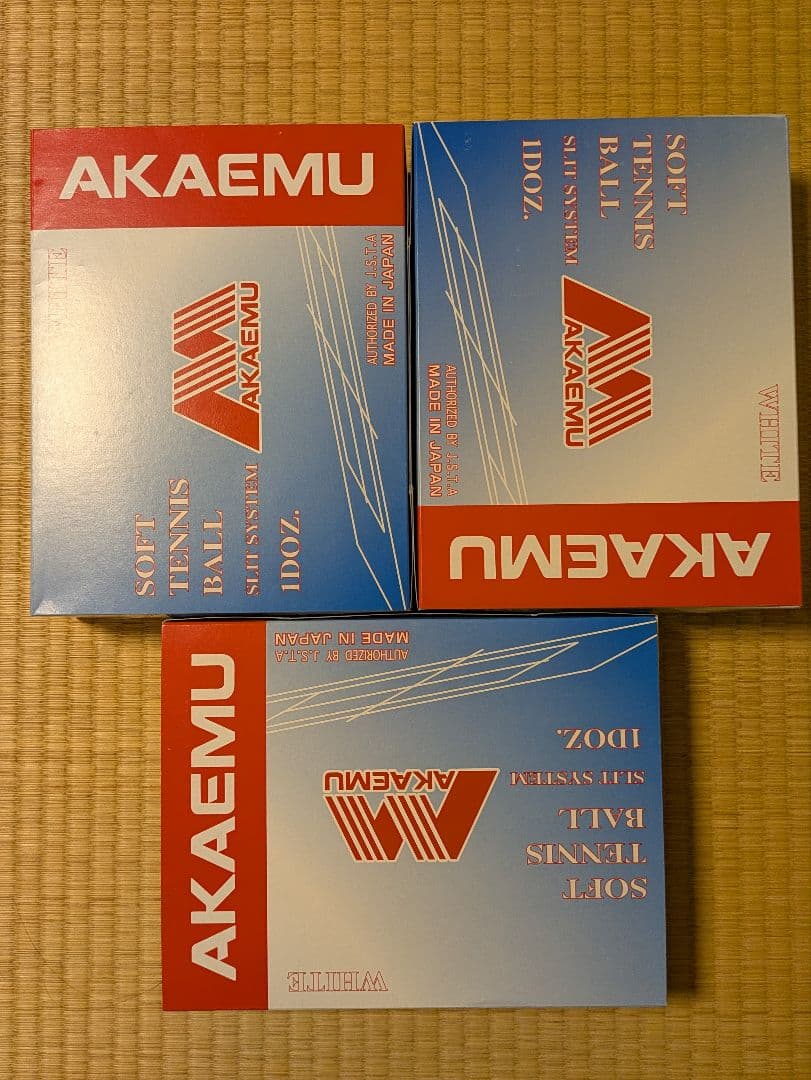 AKAEMU
WHITE
AUTHORIZED BY J.S.T.A
MADE IN JAPAN
AKAEMU
SOFT
TENNIS
BALL
SLIT SYSTEM
1DOZ.
SOFT
TENNIS
BALL
SLIT SYSTEM
1DOZ.
AKAEMU
WHITE
AUTHORIZED BY J.S.T.A
MADE IN JAPAN
AKAEMU
AKAEMU
AUTHORIZED BY J.S.T.A
MADE IN JAPAN
AKAEMU
SOFT
TENNIS
BALL
SLIT SYSTEM
1DOZ.
WHITE